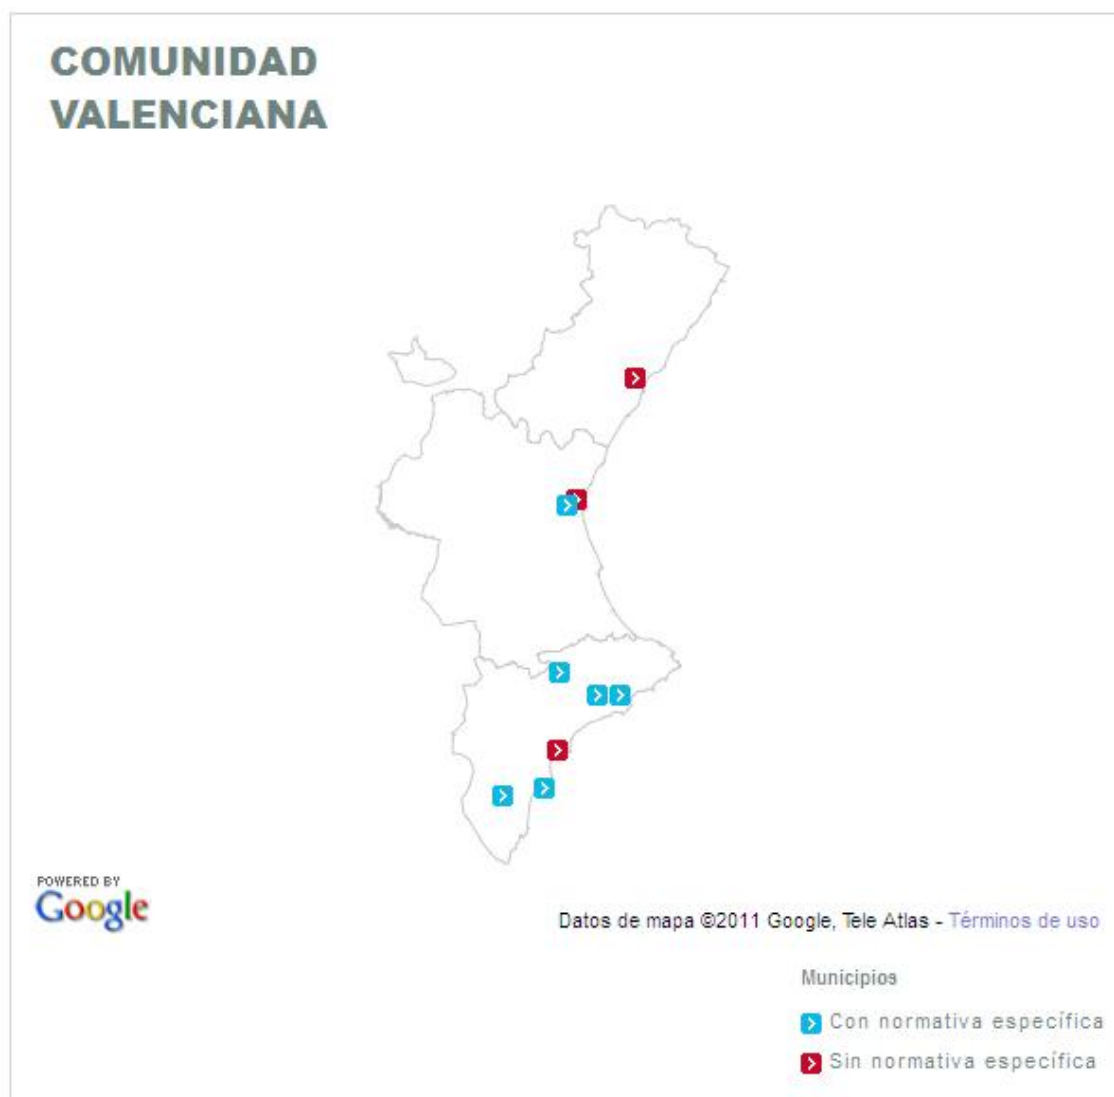 COMUNIDAD
VALENCIANA
POWERED BY
Google
Datos de mapa ©2011 Google, Tele Atlas - Términos de uso
Municipios
Con normativa específica
Sin normativa específica